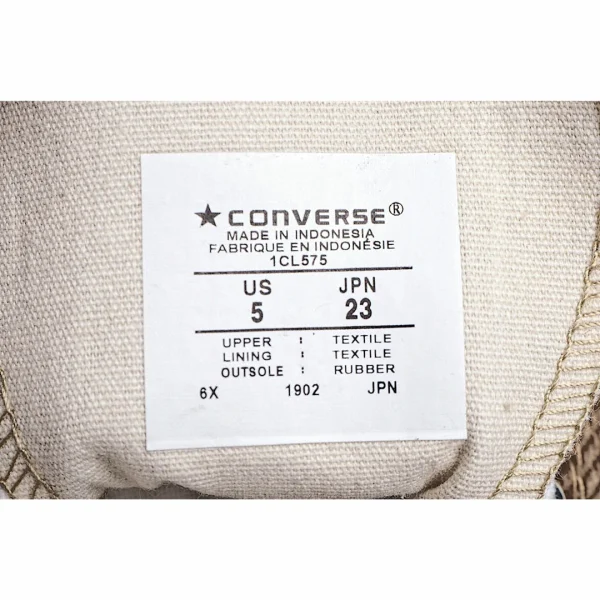 ★CONVERSE®
MADE IN INDONESIA
FABRIQUE EN INDONÉSIE
1CL575
US JPN
5 23
UPPER : TEXTILE
LINING : TEXTILE
OUTSOLE : RUBBER
6X 1902 JPN